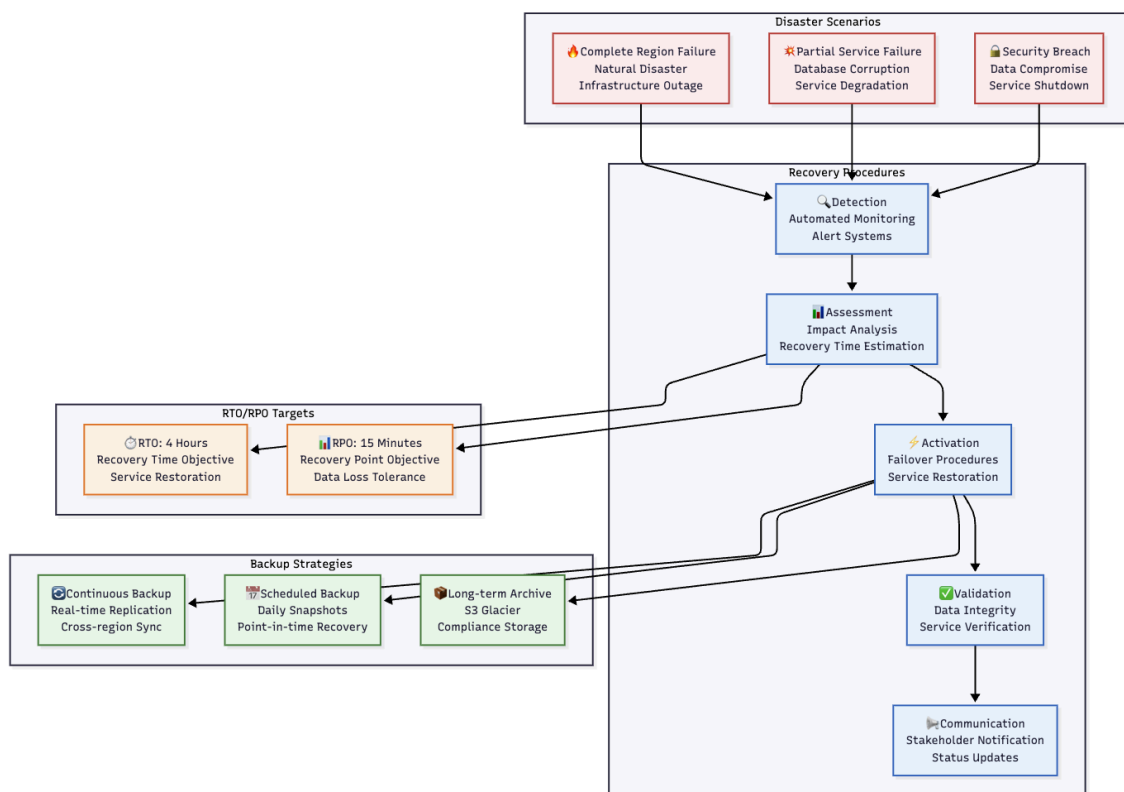 Disaster Scenarios
🔥Complete Region Failure
Natural Disaster
Infrastructure Outage
💥Partial Service Failure
Database Corruption
Service Degradation
🔒Security Breach
Data Compromise
Service Shutdown
Recovery Procedures
🔍Detection
Automated Monitoring
Alert Systems
📊Assessment
Impact Analysis
Recovery Time Estimation
RTO/RPO Targets
⏱️RTO: 4 Hours
Recovery Time Objective
Service Restoration
📊RPO: 15 Minutes
Recovery Point Objective
Data Loss Tolerance
⚡Activation
Failover Procedures
Service Restoration
Backup Strategies
🔄Continuous Backup
Real-time Replication
Cross-region Sync
📅Scheduled Backup
Daily Snapshots
Point-in-time Recovery
📦Long-term Archive
S3 Glacier
Compliance Storage
✅Validation
Data Integrity
Service Verification
📢Communication
Stakeholder Notification
Status Updates